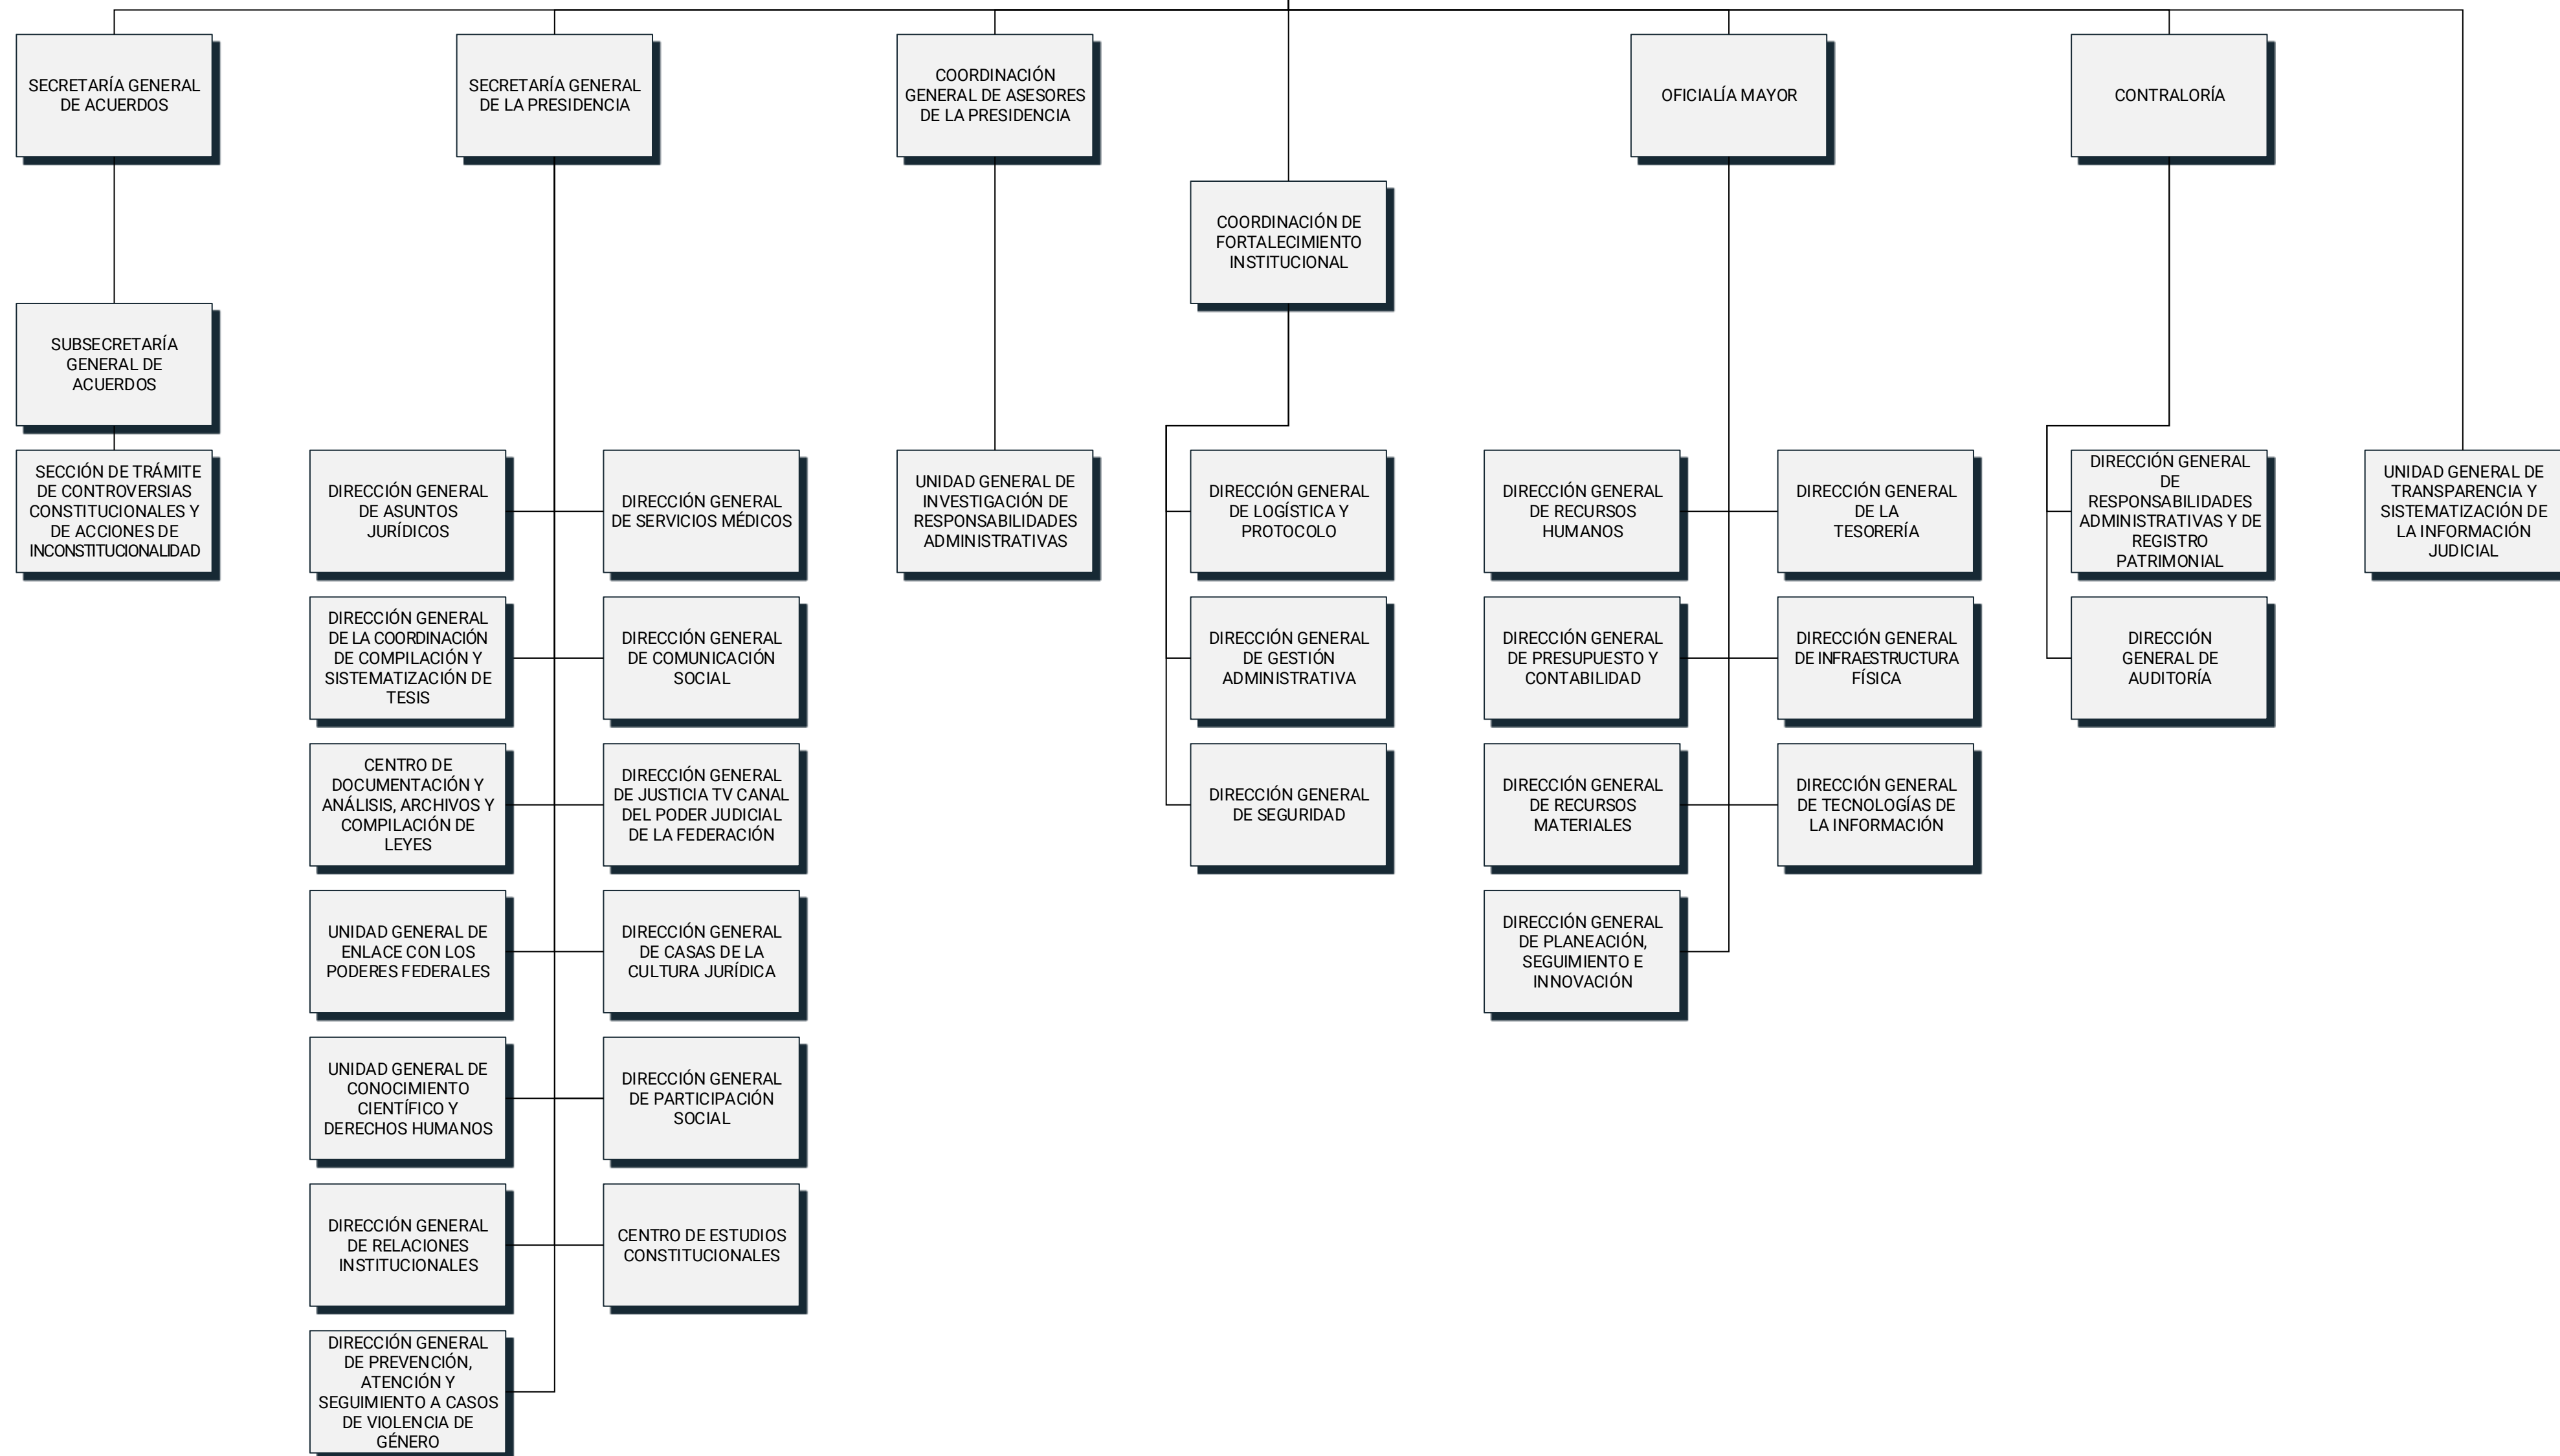 SECRETARÍA GENERAL
DE ACUERDOS
SECRETARÍA GENERAL
DE LA PRESIDENCIA
COORDINACIÓN
GENERAL DE ASESORES
DE LA PRESIDENCIA
OFICIALÍA MAYOR
CONTRALORÍA
COORDINACIÓN DE
FORTALECIMIENTO
INSTITUCIONAL
SUBSECRETARÍA
GENERAL DE
ACUERDOS
SECCIÓN DE TRÁMITE
DE CONTROVERSIAS
CONSTITUCIONALES Y
DE ACCIONES DE
INCONSTITUCIONALIDAD
DIRECCIÓN GENERAL
DE ASUNTOS
JURÍDICOS
DIRECCIÓN GENERAL
DE SERVICIOS MÉDICOS
UNIDAD GENERAL DE
INVESTIGACIÓN DE
RESPONSABILIDADES
ADMINISTRATIVAS
DIRECCIÓN GENERAL
DE LOGÍSTICA Y
PROTOCOLO
DIRECCIÓN GENERAL
DE RECURSOS
HUMANOS
DIRECCIÓN GENERAL
DE LA
TESORERÍA
DIRECCIÓN GENERAL
DE
RESPONSABILIDADES
ADMINISTRATIVAS Y DE
REGISTRO
PATRIMONIAL
UNIDAD GENERAL DE
TRANSPARENCIA Y
SISTEMATIZACIÓN DE
LA INFORMACIÓN
JUDICIAL
DIRECCIÓN GENERAL
DE LA COORDINACIÓN
DE COMPILACIÓN Y
SISTEMATIZACIÓN DE
TESIS
DIRECCIÓN GENERAL
DE COMUNICACIÓN
SOCIAL
DIRECCIÓN GENERAL
DE GESTIÓN
ADMINISTRATIVA
DIRECCIÓN GENERAL
DE PRESUPUESTO Y
CONTABILIDAD
DIRECCIÓN GENERAL
DE INFRAESTRUCTURA
FÍSICA
DIRECCIÓN
GENERAL DE
AUDITORÍA
CENTRO DE
DOCUMENTACIÓN Y
ANÁLISIS, ARCHIVOS Y
COMPILACIÓN DE
LEYES
DIRECCIÓN GENERAL
DE JUSTICIA TV CANAL
DEL PODER JUDICIAL
DE LA FEDERACIÓN
DIRECCIÓN GENERAL
DE SEGURIDAD
DIRECCIÓN GENERAL
DE RECURSOS
MATERIALES
DIRECCIÓN GENERAL
DE TECNOLOGÍAS DE
LA INFORMACIÓN
UNIDAD GENERAL DE
ENLACE CON LOS
PODERES FEDERALES
DIRECCIÓN GENERAL
DE CASAS DE LA
CULTURA JURÍDICA
DIRECCIÓN GENERAL
DE PLANEACIÓN,
SEGUIMIENTO E
INNOVACIÓN
UNIDAD GENERAL DE
CONOCIMIENTO
CIENTÍFICO Y
DERECHOS HUMANOS
DIRECCIÓN GENERAL
DE PARTICIPACIÓN
SOCIAL
DIRECCIÓN GENERAL
DE RELACIONES
INSTITUCIONALES
CENTRO DE ESTUDIOS
CONSTITUCIONALES
DIRECCIÓN GENERAL
DE PREVENCIÓN,
ATENCIÓN Y
SEGUIMIENTO A CASOS
DE VIOLENCIA DE
GÉNERO